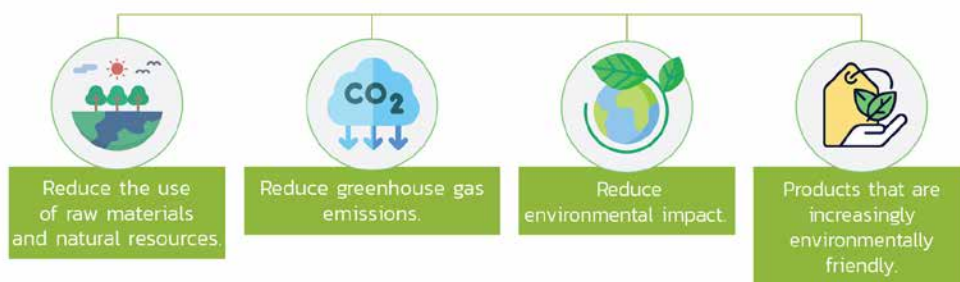 CO2
Reduce the use
of raw materials
and natural resources.
Reduce greenhouse gas
emissions.
Reduce
environmental impact.
Products that are
increasingly
environmentally
friendly.